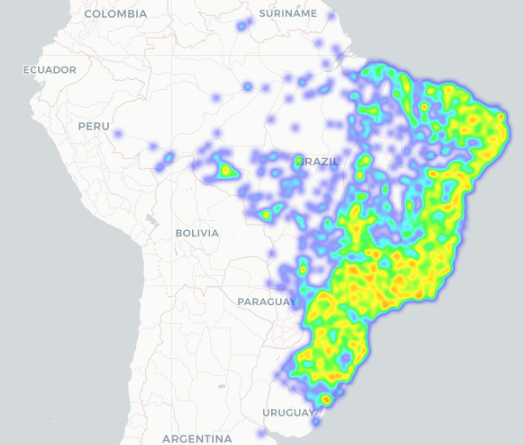 COLOMBIA
SURINAME
ECUADOR
PERU
BRAZIL
BOLIVIA
PARAGUAY
URUGUAY
ARGENTINA